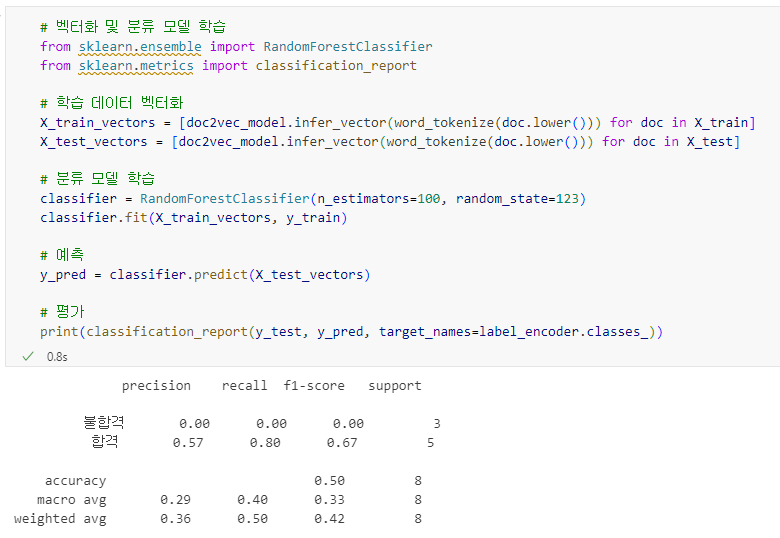 # 벡터화 및 분류 모델 학습
from sklearn.ensemble import RandomForestClassifier
from sklearn.metrics import classification_report
# 학습 데이터 벡터화
X_train_vectors = [doc2vec_model.infer_vector(word_tokenize(doc.lower())) for doc in X_train]
X_test_vectors = [doc2vec_model.infer_vector(word_tokenize(doc.lower())) for doc in X_test]
# 분류 모델 학습
classifier = RandomForestClassifier(n_estimators=100, random_state=123)
classifier.fit(X_train_vectors, y_train)
# 예측
y_pred = classifier.predict(X_test_vectors)
# 평가
print(classification_report(y_test, y_pred, target_names=label_encoder.classes_))
0.8s
precision recall f1-score support
불합격 0.00 0.00 0.00 3
합격 0.57 0.80 0.67 5
accuracy 0.50 8
macro avg 0.29 0.40 0.33 8
weighted avg 0.36 0.50 0.42 8